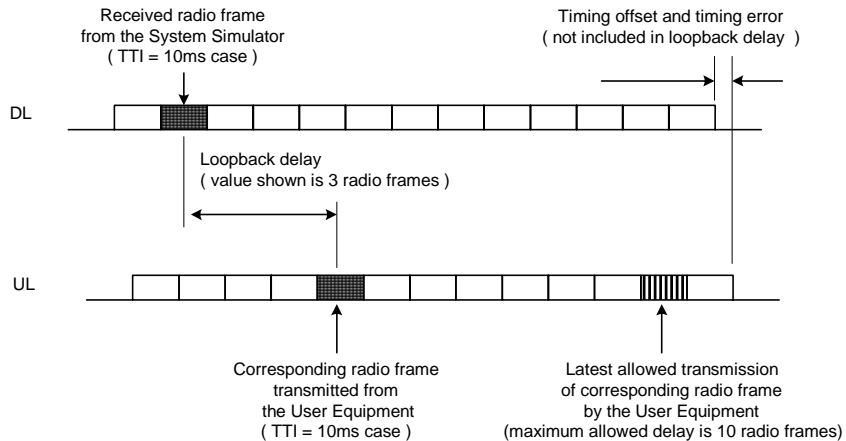 Received radio frame
from the System Simulator
( TTI = 10ms case )
Timing offset and timing error
( not included in loopback delay )
DL
Loopback delay
( value shown is 3 radio frames )
UL
Corresponding radio frame
transmitted from
the User Equipment
( TTI = 10ms case )
Latest allowed transmission
of corresponding radio frame
by the User Equipment
(maximum allowed delay is 10 radio frames)